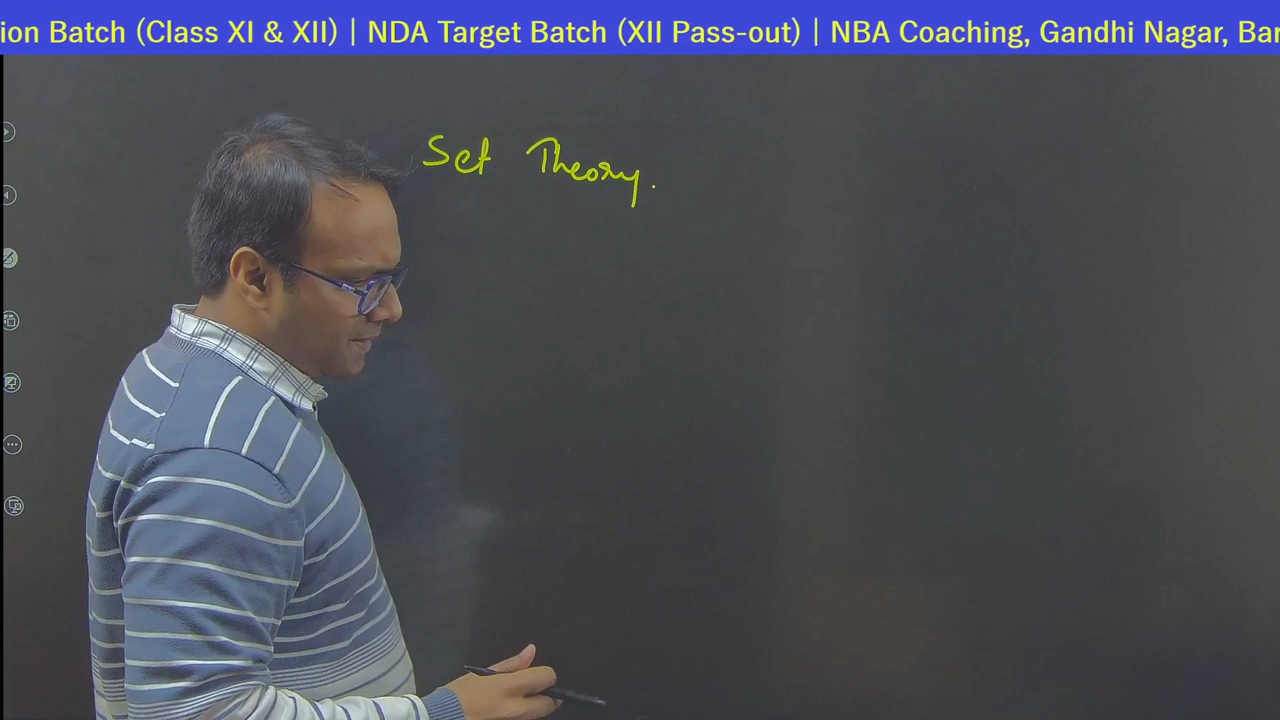 ion Batch (Class XI & XII) | NDA Target Batch (XII Pass-out) | NBA Coaching, Gandhi Nagar, Bar
Set Theory.